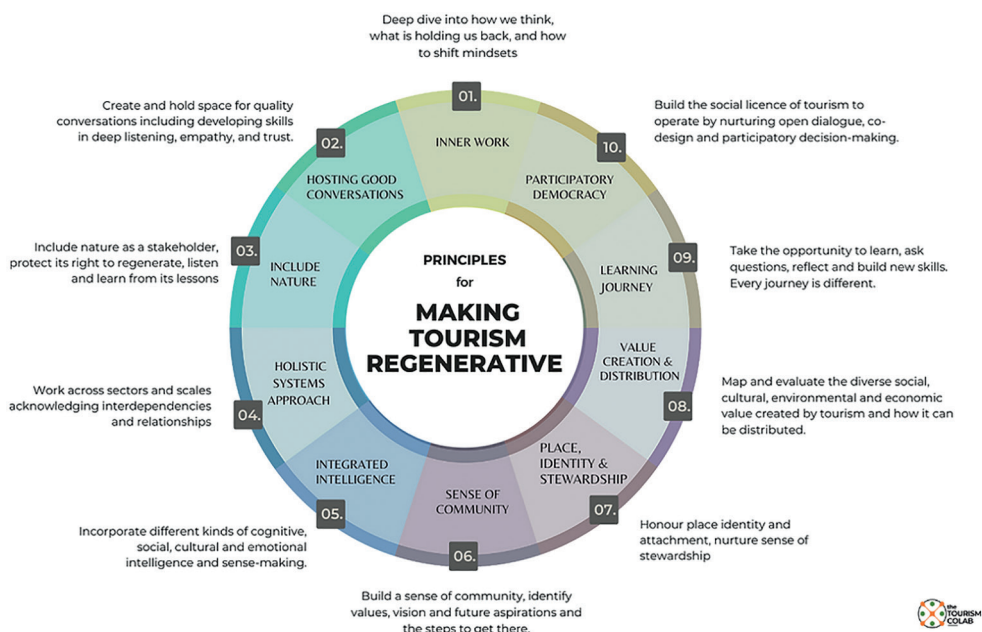 Deep dive into how we think,
what is holding us back, and how
to shift mindsets
01.
INNER WORK
Create and hold space for quality
conversations including developing skills
in deep listening, empathy, and trust.
02.
HOSTING GOOD
CONVERSATIONS
Include nature as a stakeholder,
protect its right to regenerate, listen
and learn from its lessons
03.
INCLUDE
NATURE
Work across sectors and scales
acknowledging interdependencies
and relationships
04.
HOLISTIC
SYSTEMS
APPROACH
Incorporate different kinds of cognitive,
social, cultural and emotional
intelligence and sense-making.
05.
INTEGRATED
INTELLIGENCE
Build a sense of community, identify
values, vision and future aspirations and
the steps to get there.
06.
SENSE OF
COMMUNITY
Honour place identity and
attachment, nurture sense of
stewardship
07.
PLACE,
IDENTITY &
STEWARDSHIP
Map and evaluate the diverse social,
cultural, environmental and economic
value created by tourism and how it can
be distributed.
08.
VALUE
CREATION &
DISTRIBUTION
Take the opportunity to learn, ask
questions, reflect and build new skills.
Every journey is different.
09.
LEARNING
JOURNEY
Build the social licence of tourism to
operate by nurturing open dialogue, co-
design and participatory decision-making.
10.
PARTICIPATORY
DEMOCRACY
PRINCIPLES
for
MAKING
TOURISM
REGENERATIVE
the
TOURISM
COLAB